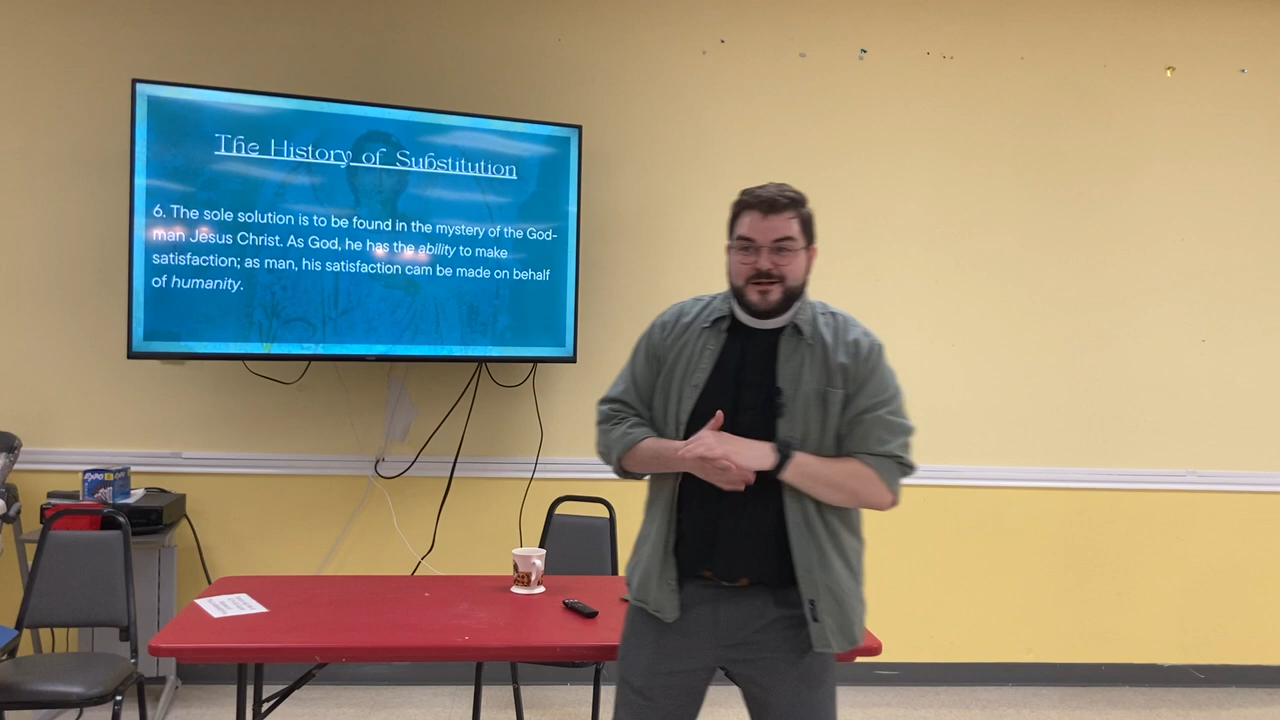 The History of Substitution
6. The sole solution is to be found in the mystery of the God-
man Jesus Christ. As God, he has the ability to make
satisfaction; as man, his satisfaction cam be made on behalf
of humanity.
EXPO